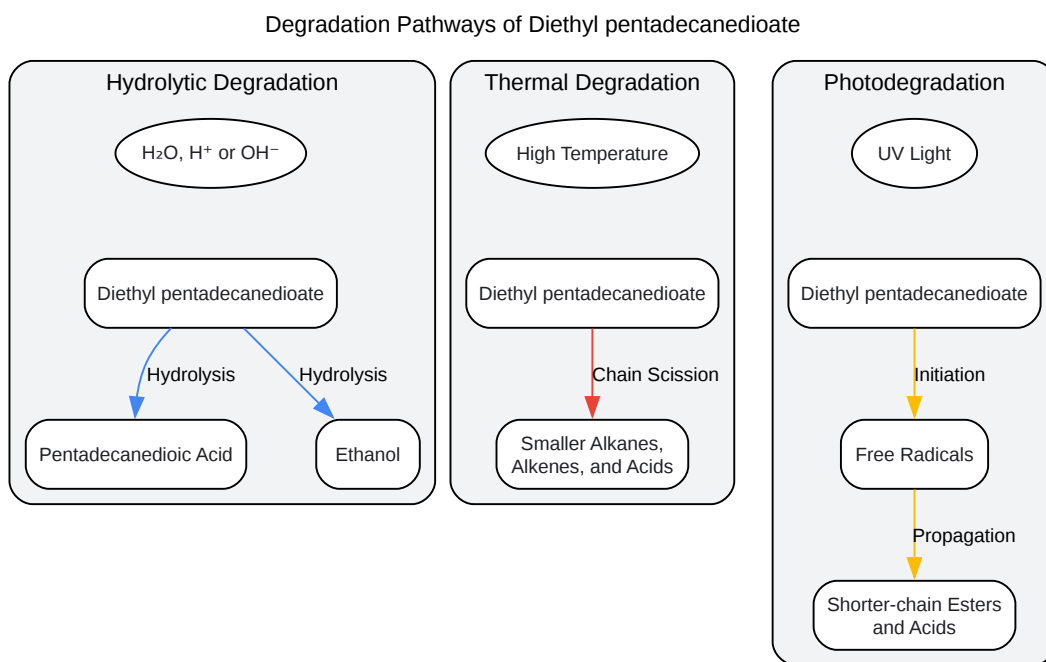 Degradation Pathways of Diethyl pentadecanedioate
Hydrolytic Degradation
H₂O, H⁺ or OH⁻
Diethyl pentadecanedioate
Hydrolysis
Hydrolysis
Pentadecanedioic Acid
Ethanol
Thermal Degradation
High Temperature
Diethyl pentadecanedioate
Chain Scission
Smaller Alkanes,
Alkenes, and Acids
Photodegradation
UV Light
Diethyl pentadecanedioate
Initiation
Free Radicals
Propagation
Shorter-chain Esters
and Acids